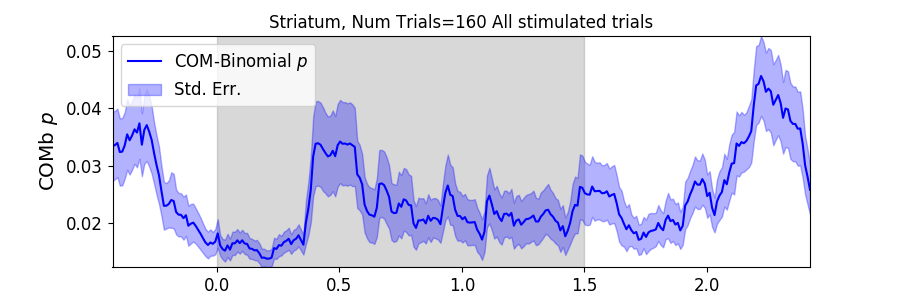 Striatum, Num Trials=160 All stimulated trials
COM-Binomial p
Std. Err.
COMb p
0.05
0.04
0.03
0.02
0.0 0.5 1.0 1.5 2.0